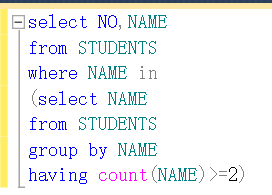 select NO,NAME
from STUDENTS
where NAME in
(select NAME
from STUDENTS
group by NAME
having count(NAME)>=2)